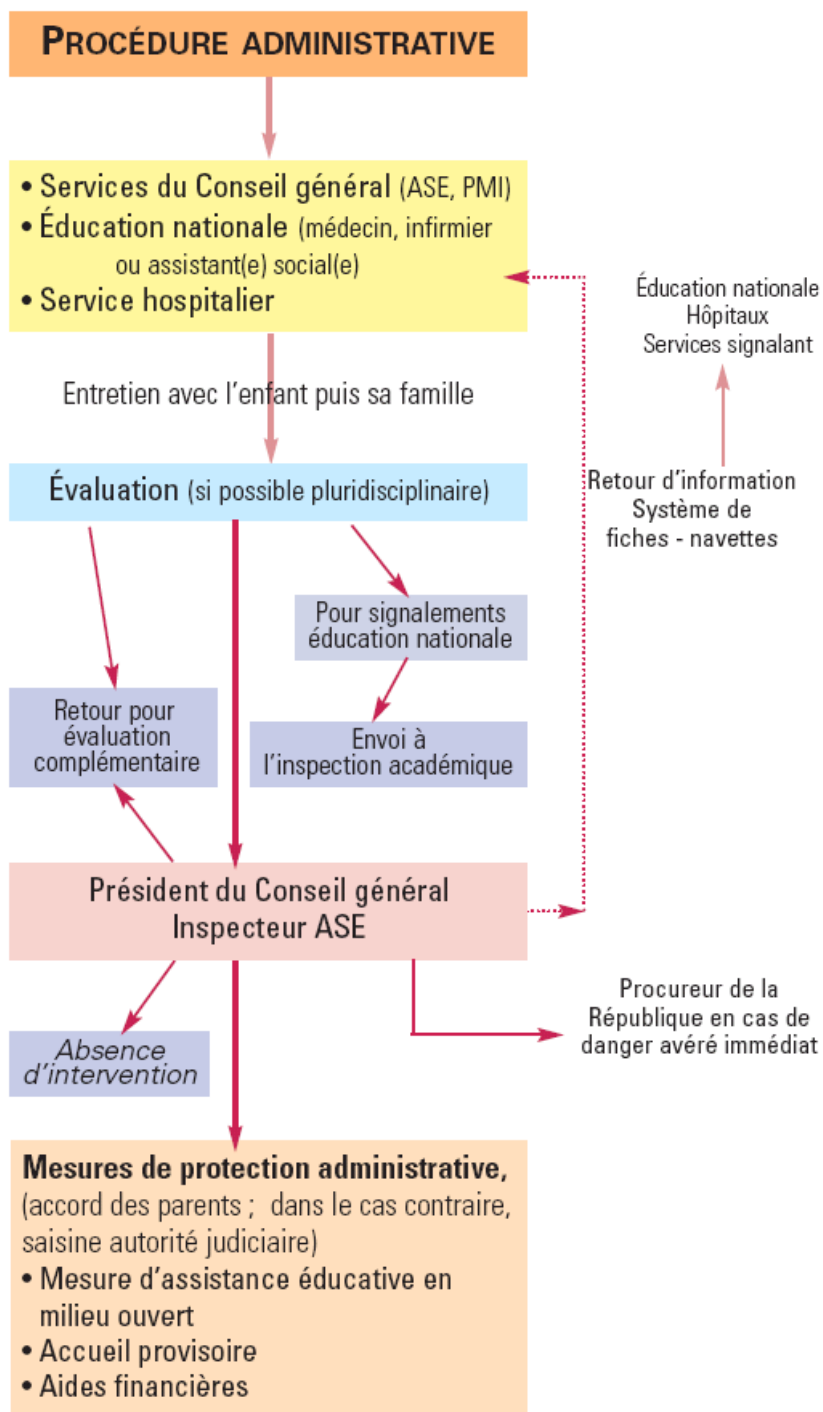 PROCÉDURE ADMINISTRATIVE
• Services du Conseil général (ASE, PMI)
• Éducation nationale (médecin, infirmier
ou assistant(e) social(e)
• Service hospitalier
Éducation nationale
Hôpitaux
Services signalant
Entretien avec l'enfant puis sa famille
Évaluation (si possible pluridisciplinaire)
Retour d'information
Système de
fiches - navettes
Pour signalements
éducation nationale
Retour pour
évaluation
complémentaire
Envoi à
l'inspection académique
Président du Conseil général
Inspecteur ASE
Procureur de la
République en cas de
danger avéré immédiat
Absence
d'intervention
Mesures de protection administrative,
(accord des parents ; dans le cas contraire,
saisine autorité judiciaire)
• Mesure d'assistance éducative en
milieu ouvert
• Accueil provisoire
• Aides financières